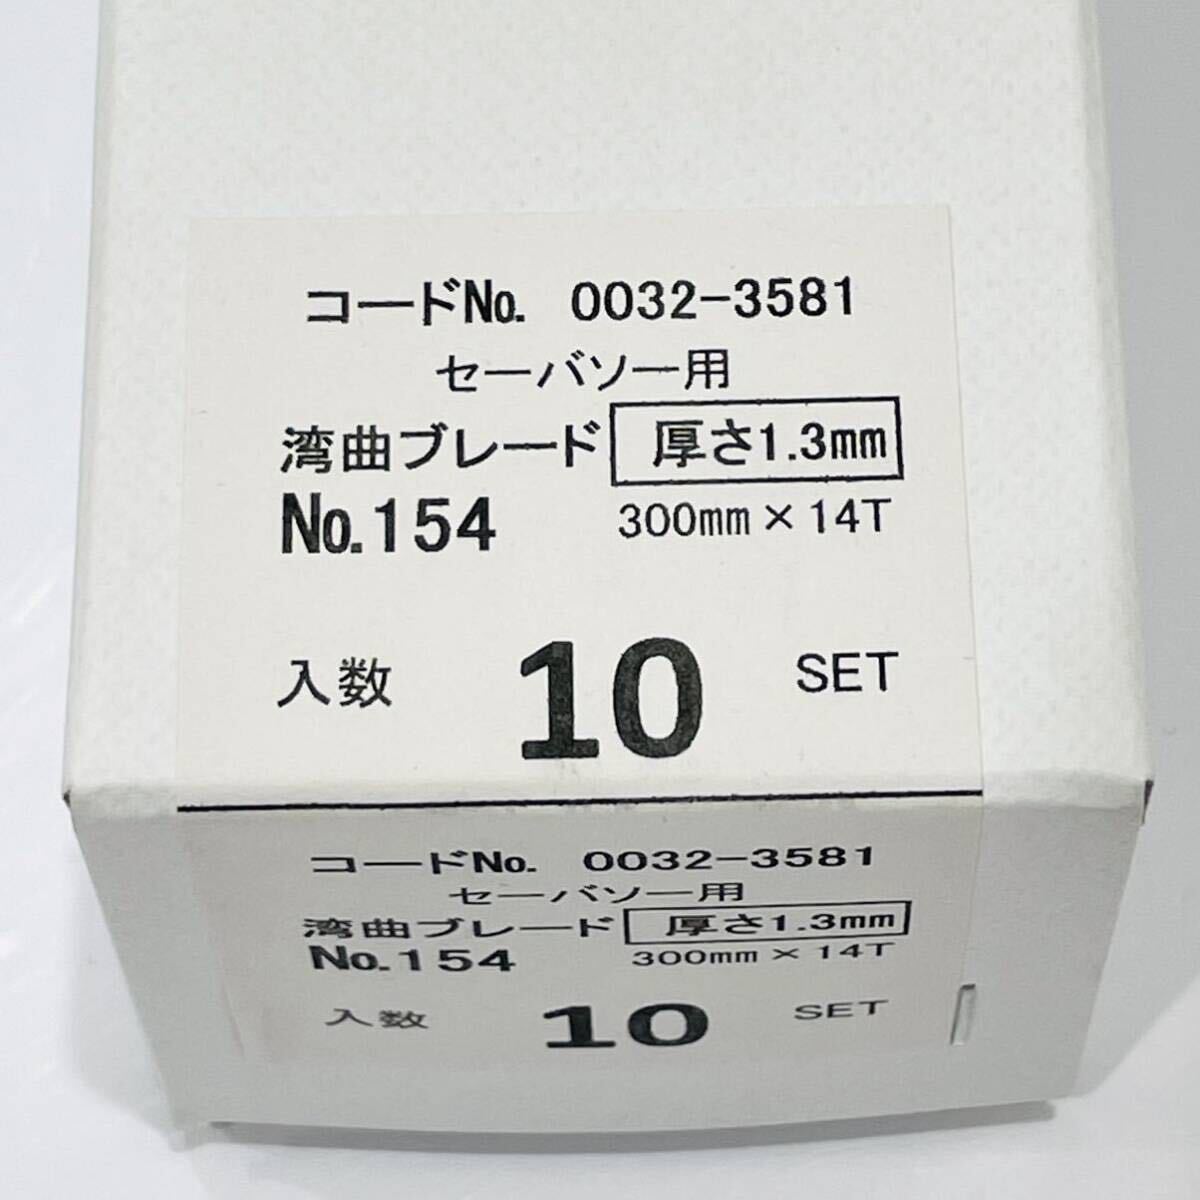 コードNo. 0032-3581
セーバソー用
湾曲ブレード 厚さ1.3mm
No.154 300mm×14T
入数 10 SET
コードNo. 0032-3581
セーバソー用
湾曲ブレード 厚さ1.3mm
No.154 300mm×14T
入数 10 SET